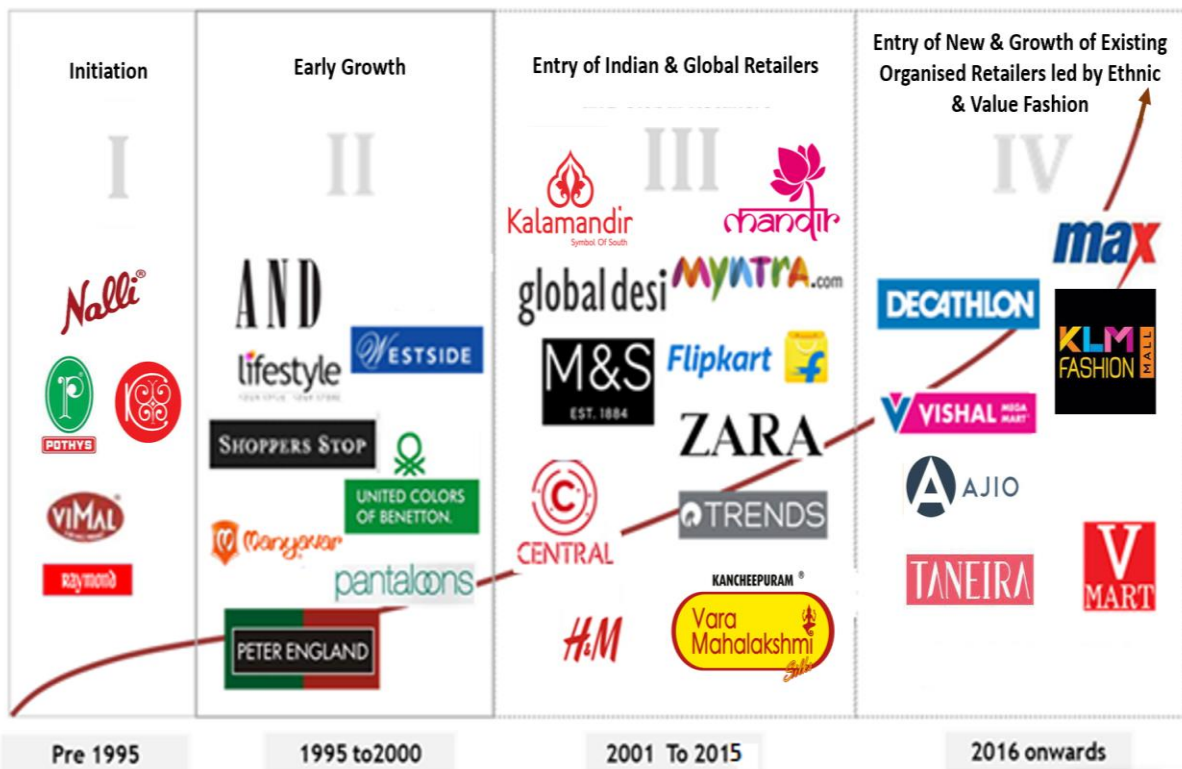 Initiation
Early Growth
Entry of Indian & Global Retailers
Entry of New & Growth of Existing
Organised Retailers led by Ethnic
& Value Fashion
I
II
III
IV
Nalli®
P
POTHYS
VIMAL
Raymond
AND
WESTSIDE
lifestyle
SHOPPERS STOP
UNITED COLORS
OF BENETTON.
manyavar
pantaloons
PETER ENGLAND
Kalamandir
Symbol Of South
mandir
global desi
Myntra.com
M&S
EST. 1884
Flipkart
f
ZARA
C
CENTRAL
TRENDS
H&M
KANCHEEPURAM ®
Vara
Mahalakshmi
Silks
max
DECATHLON
KLM
FASHION
MALL
V VISHAL MEGA
MART
A AJIO
TANEIRA
V
MART
Pre 1995
1995 to2000
2001 To 2015
2016 onwards